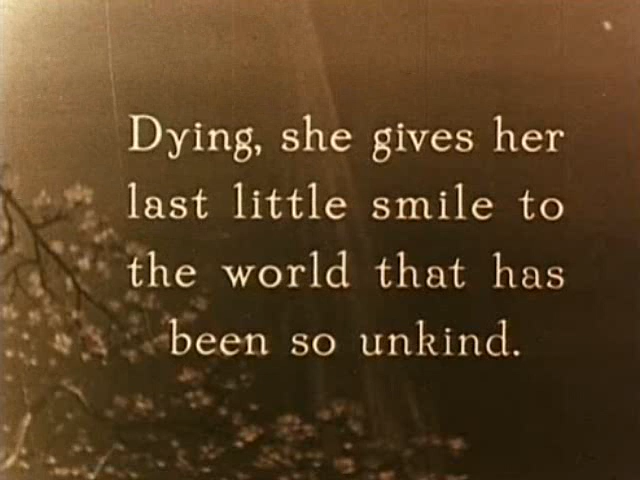 Dying, she gives her
last little smile to
the world that has
been so unkind.